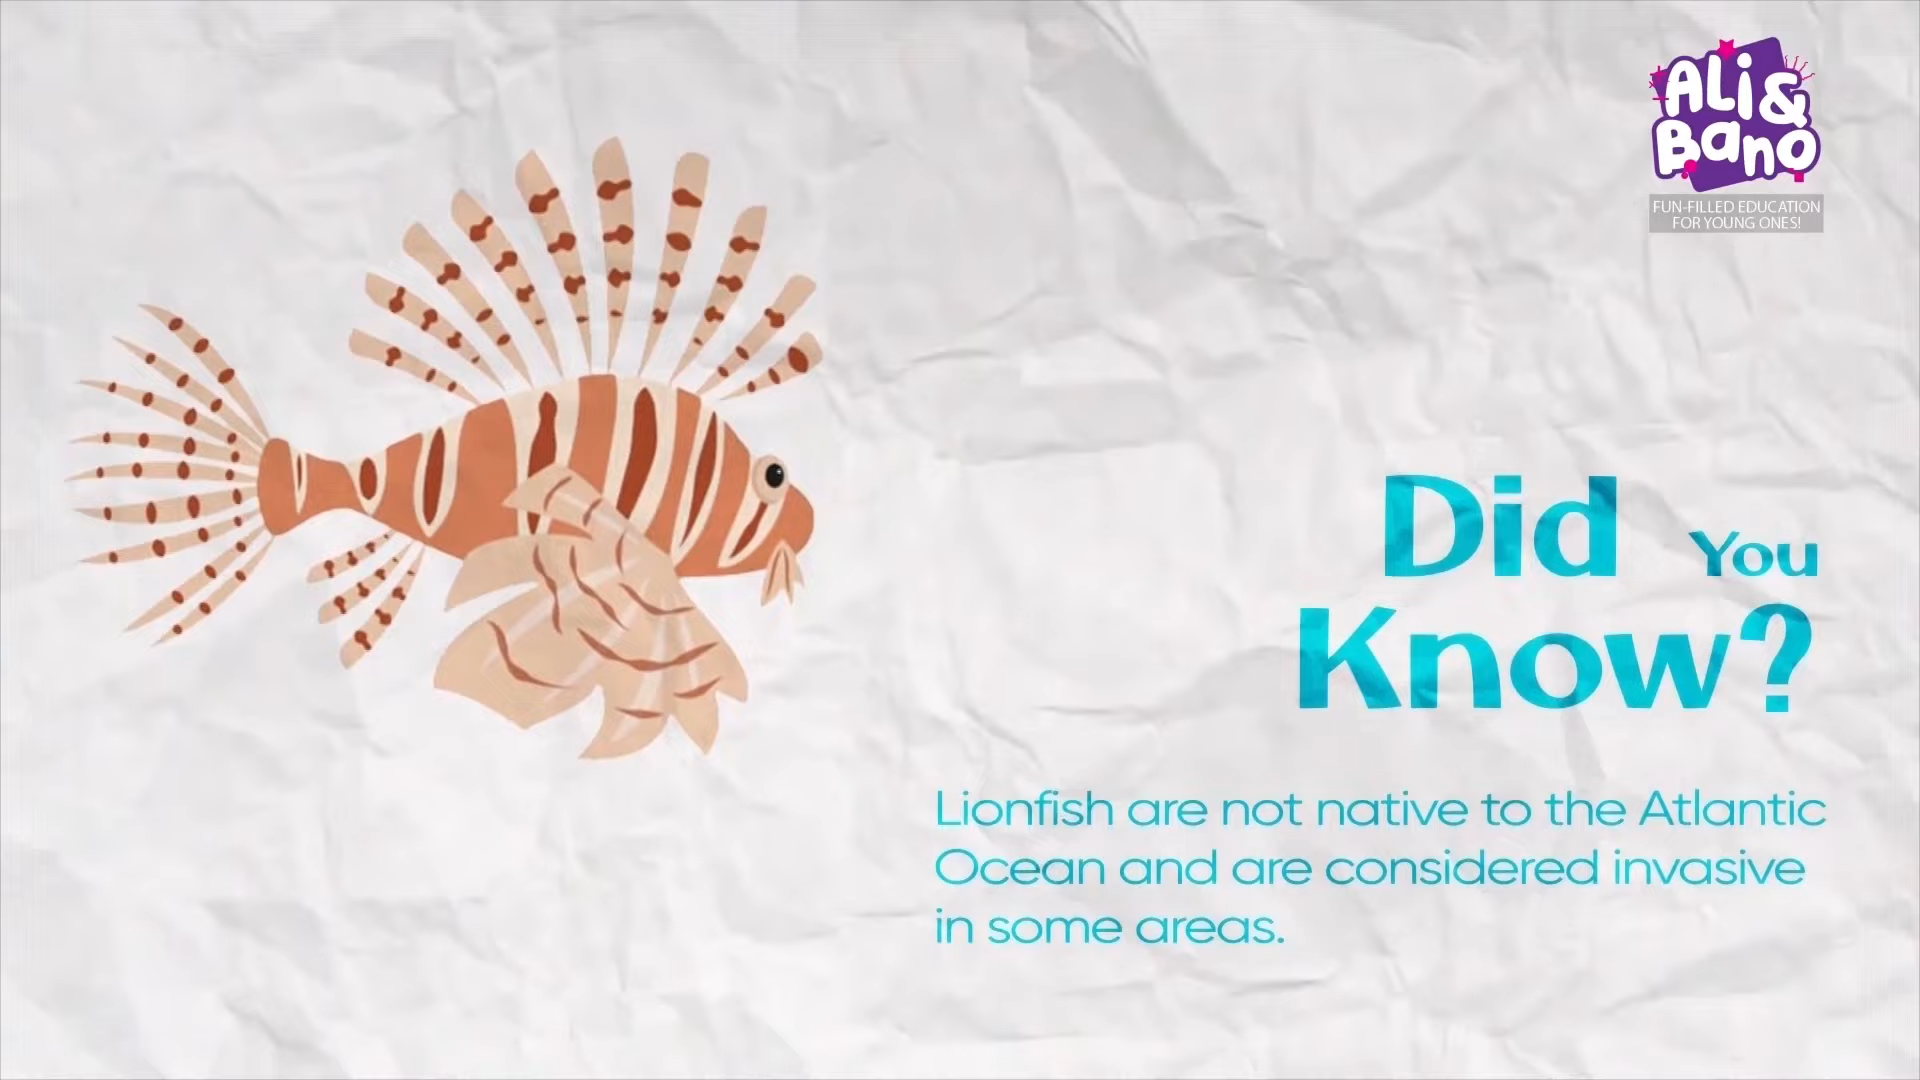 ALi &
Bano
FUN-FILLED EDUCATION
FOR YOUNG ONES!
Did You
Know?
Lionfish are not native to the Atlantic
Ocean and are considered invasive
in some areas.